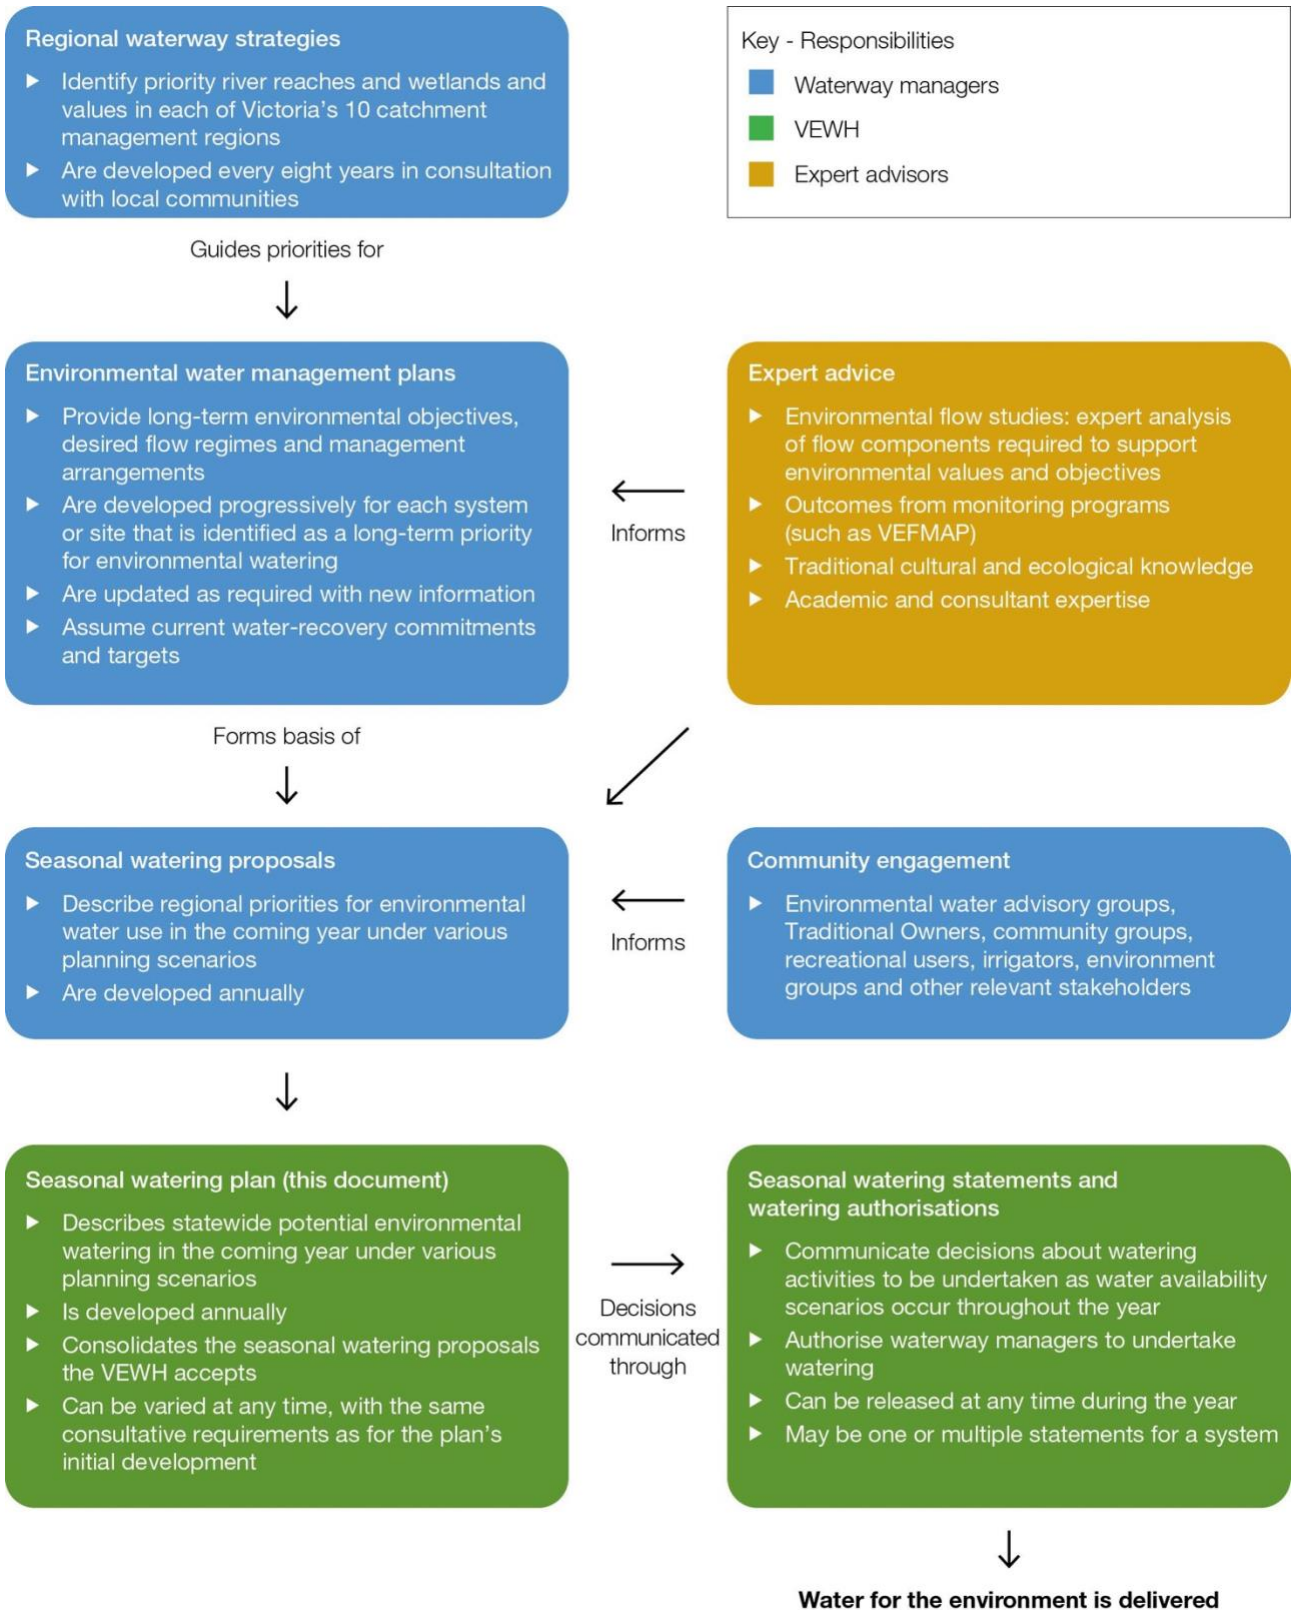 Regional waterway strategies
▶ Identify priority river reaches and wetlands and
values in each of Victoria's 10 catchment
management regions
▶ Are developed every eight years in consultation
with local communities
Key - Responsibilities
Waterway managers
VEWH
Expert advisors
Guides priorities for
↓
Environmental water management plans
▶ Provide long-term environmental objectives,
desired flow regimes and management
arrangements
▶ Are developed progressively for each system
or site that is identified as a long-term priority
for environmental watering
▶ Are updated as required with new information
▶ Assume current water-recovery commitments
and targets
←
Informs
Expert advice
▶ Environmental flow studies: expert analysis
of flow components required to support
environmental values and objectives
▶ Outcomes from monitoring programs
(such as VEFMAP)
▶ Traditional cultural and ecological knowledge
▶ Academic and consultant expertise
Forms basis of
↓
↙
Seasonal watering proposals
▶ Describe regional priorities for environmental
water use in the coming year under various
planning scenarios
▶ Are developed annually
←
Informs
Community engagement
▶ Environmental water advisory groups,
Traditional Owners, community groups,
recreational users, irrigators, environment
groups and other relevant stakeholders
↓
Seasonal watering plan (this document)
▶ Describes statewide potential environmental
watering in the coming year under various
planning scenarios
▶ Is developed annually
▶ Consolidates the seasonal watering proposals
the VEWH accepts
▶ Can be varied at any time, with the same
consultative requirements as for the plan's
initial development
→
Decisions
communicated
through
Seasonal watering statements and
watering authorisations
▶ Communicate decisions about watering
activities to be undertaken as water availability
scenarios occur throughout the year
▶ Authorise waterway managers to undertake
watering
▶ Can be released at any time during the year
▶ May be one or multiple statements for a system
↓
Water for the environment is delivered